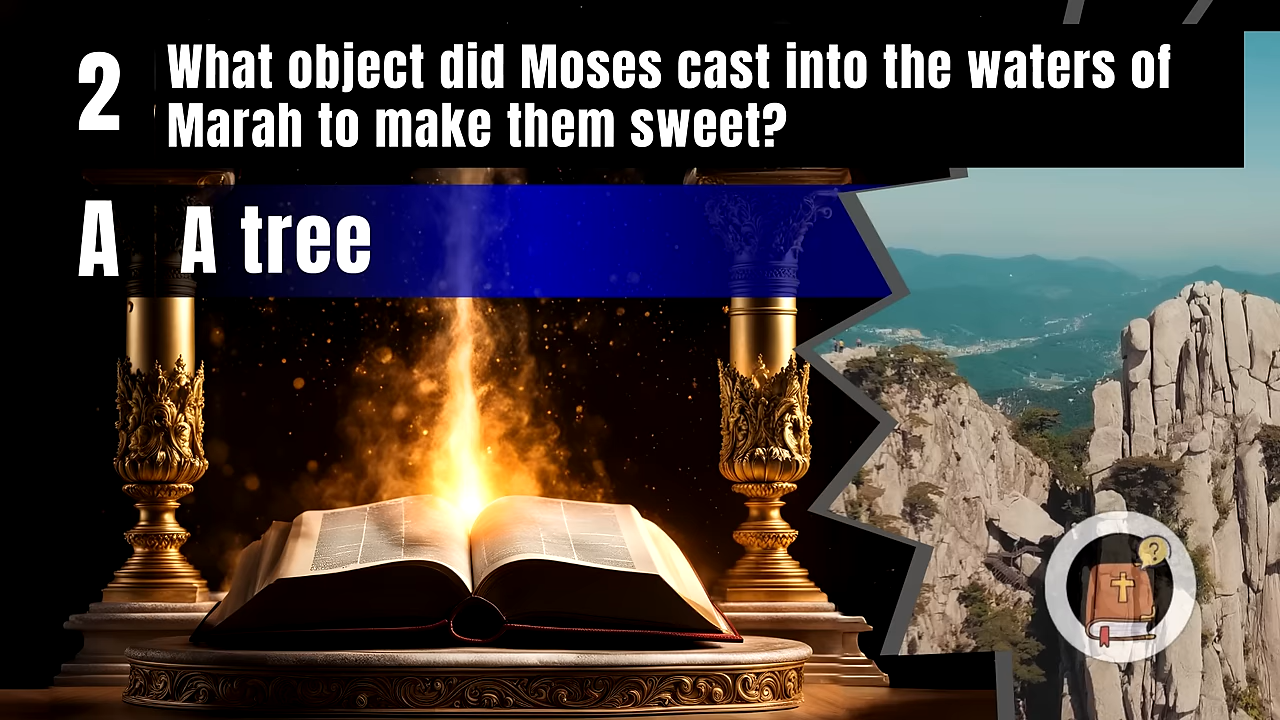 2 What object did Moses cast into the waters of
Marah to make them sweet?
A A tree
?